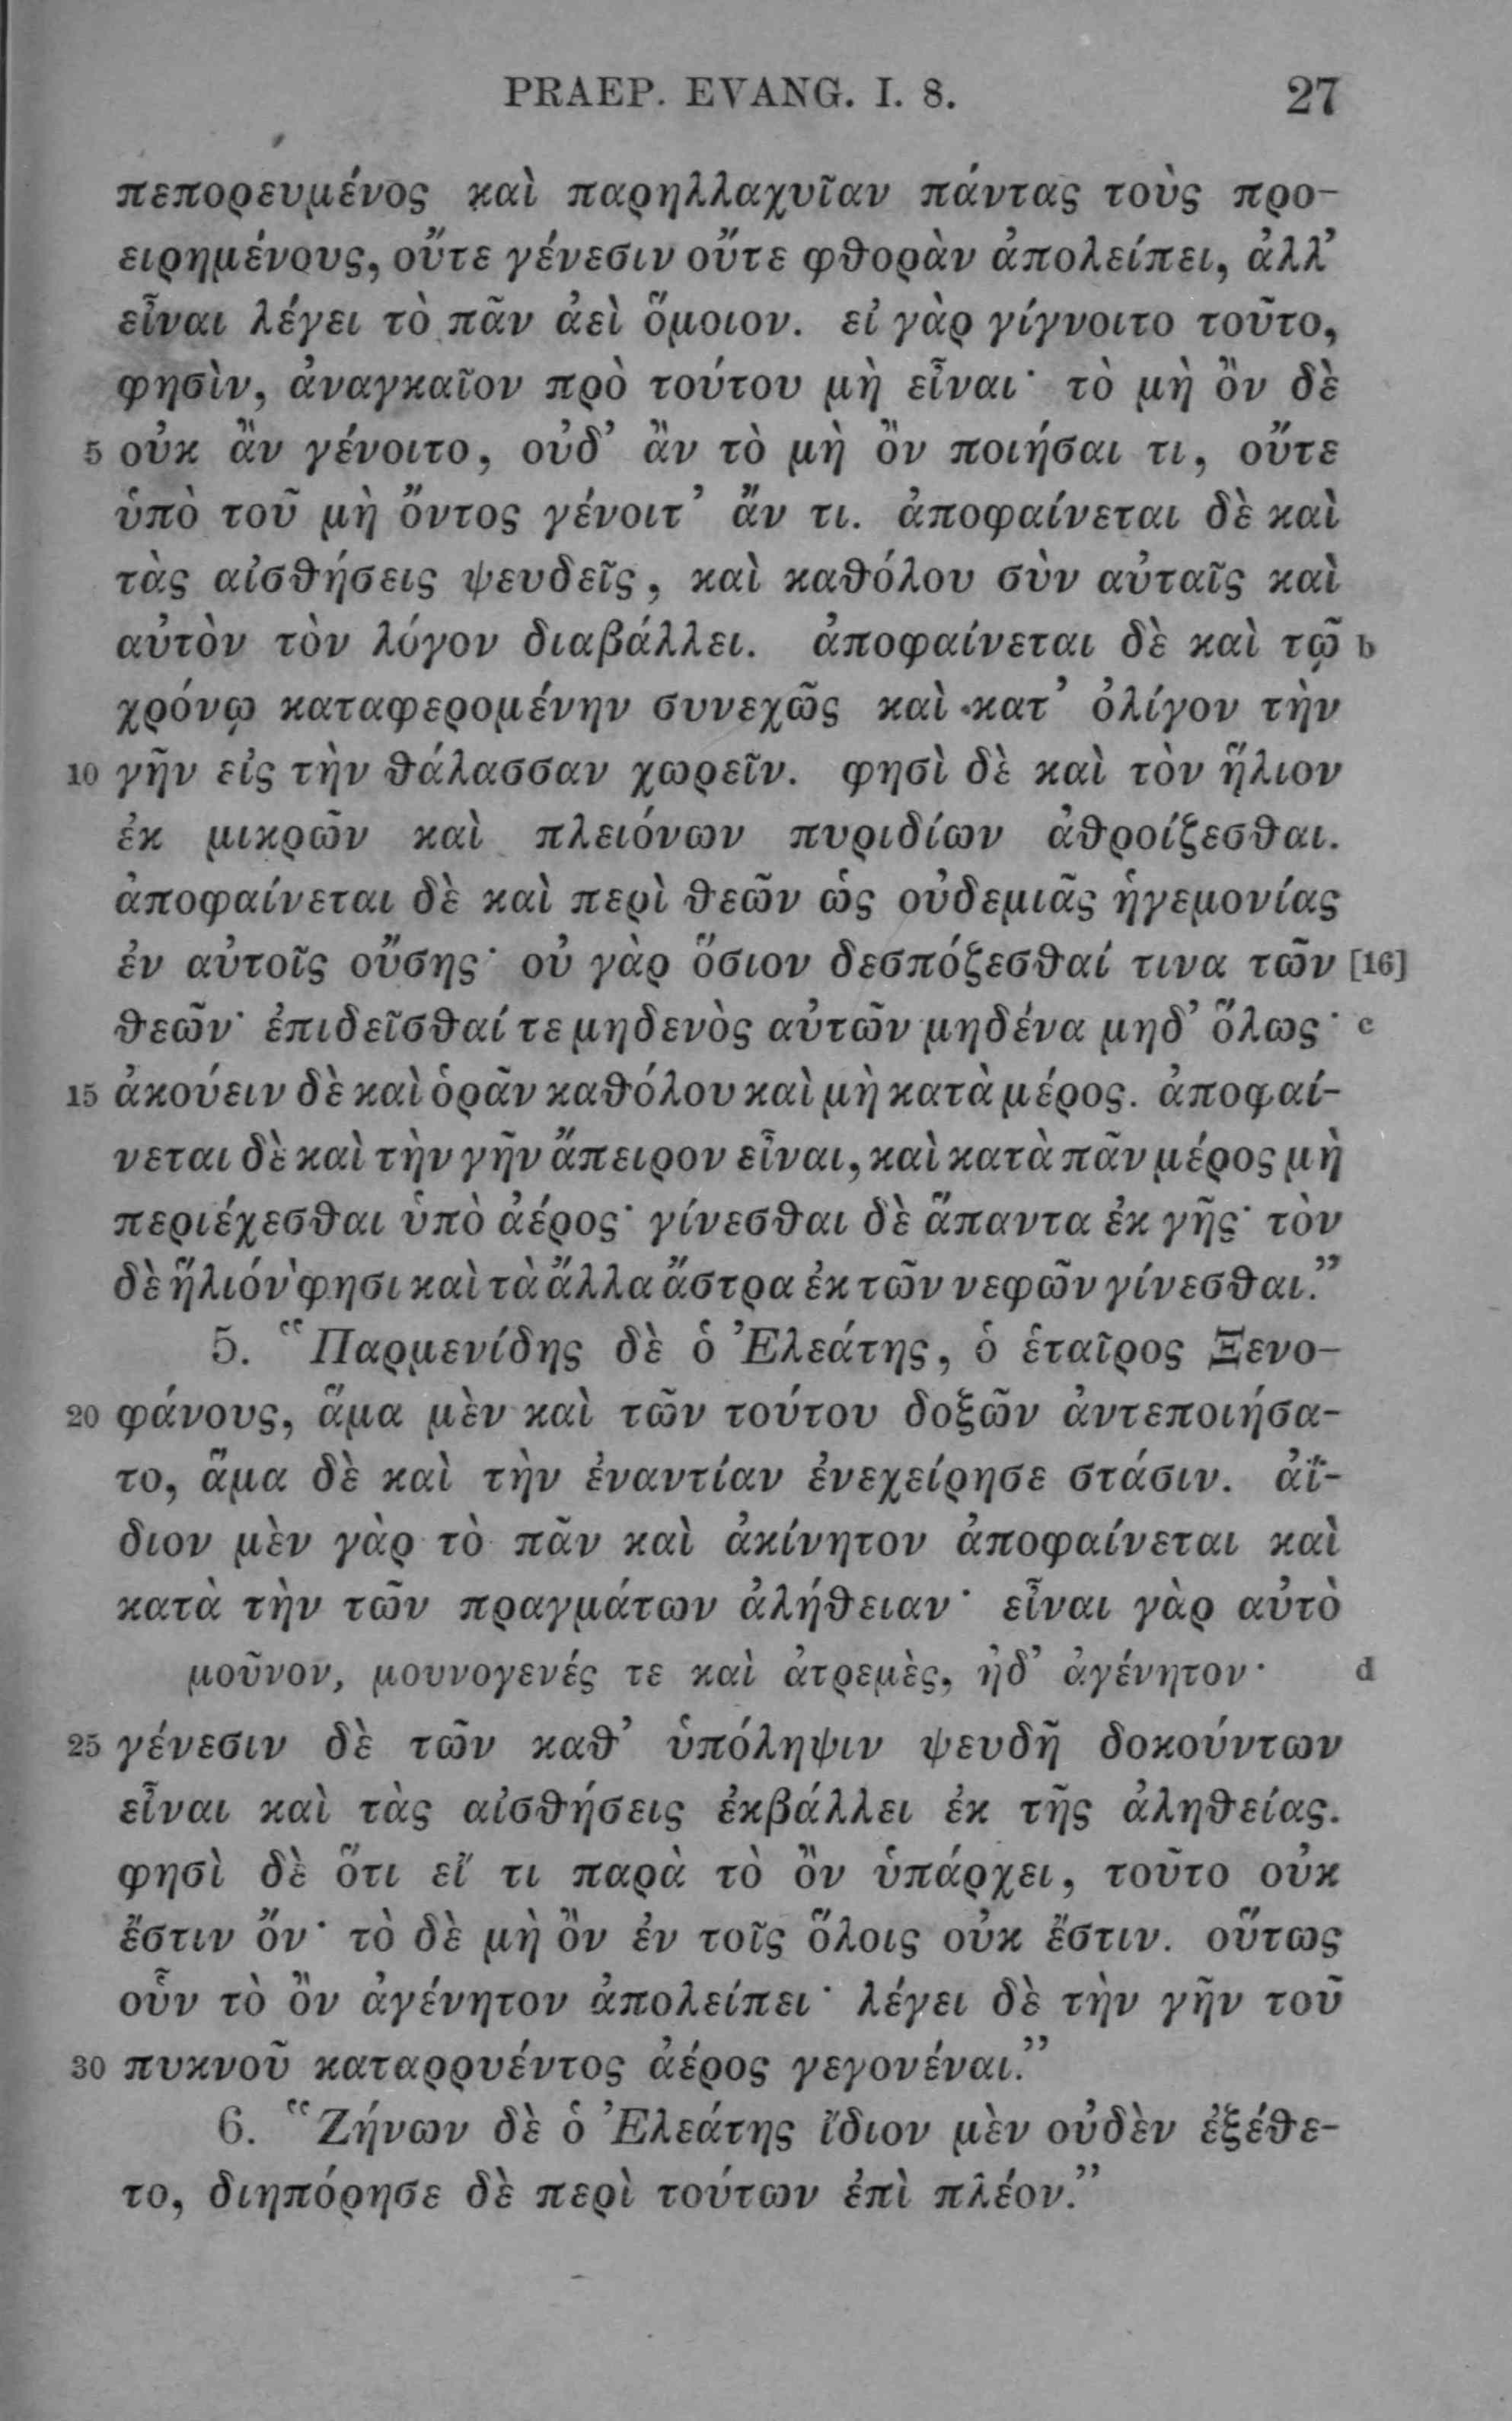 PRAEP. EVANG. I. 8. 27
πεπορευμένος καὶ παρηλλαχυῖαν πάντας τοὺς προ-
ειρημένους, οὔτε γένεσιν οὔτε φθορὰν ἀπολείπει, ἀλλ’
εἶναι λέγει τὸ πᾶν ἀεὶ ὅμοιον. εἰ γὰρ γίγνοιτο τοῦτο,
φησὶν, ἀναγκαῖον πρὸ τούτου μὴ εἶναι· τὸ μὴ ὂν δὲ
5 οὐκ ἂν γένοιτο, οὐδ’ ἂν τὸ μὴ ὂν ποιήσαι τι, οὔτε
ὑπὸ τοῦ μὴ ὄντος γένοιτ’ ἄν τι. ἀποφαίνεται δὲ καὶ
τὰς αἰσθήσεις ψευδεῖς, καὶ καθόλου σὺν αὐταῖς καὶ
αὐτὸν τὸν λόγον διαβάλλει. ἀποφαίνεται δὲ καὶ τῷ b
χρόνῳ καταφερομένην συνεχῶς καὶ κατ’ ὀλίγον τὴν
10 γῆν εἰς τὴν θάλασσαν χωρεῖν. φησὶ δὲ καὶ τὸν ἥλιον
ἐκ μικρῶν καὶ πλειόνων πυριδίων ἀθροίζεσθαι.
ἀποφαίνεται δὲ καὶ περὶ θεῶν ὡς οὐδεμιᾶς ἡγεμονίας
ἐν αὐτοῖς οὔσης· οὐ γὰρ ὅσιον δεσπόζεσθαί τινα τῶν [16]
θεῶν· ἐπιδεῖσθαί τε μηδενὸς αὐτῶν μηδένα μηδ’ ὅλως· c
15 ἀκούειν δὲ καὶ ὁρᾶν καθόλου καὶ μὴ κατὰ μέρος. ἀποφαί-
νεται δὲ καὶ τὴν γῆν ἄπειρον εἶναι, καὶ κατὰ πᾶν μέρος μὴ
περιέχεσθαι ὑπὸ ἀέρος· γίνεσθαι δὲ ἅπαντα ἐκ γῆς· τὸν
δὲ ἥλιόν φησι καὶ τὰ ἄλλα ἄστρα ἐκ τῶν νεφῶν γίνεσθαι.”
5. “Παρμενίδης δὲ ὁ Ἐλεάτης, ὁ ἑταῖρος Ξενο-
20 φάνους, ἅμα μὲν καὶ τῶν τούτου δοξῶν ἀντεποιήσα-
το, ἅμα δὲ καὶ τὴν ἐναντίαν ἐνεχείρησε στάσιν. ἀΐ-
διον μὲν γὰρ τὸ πᾶν καὶ ἀκίνητον ἀποφαίνεται καὶ
κατὰ τὴν τῶν πραγμάτων ἀλήθειαν· εἶναι γὰρ αὐτὸ
μοῦνον, μουνογενές τε καὶ ἀτρεμὲς, ἠδ’ ἀγένητον· d
25 γένεσιν δὲ τῶν καθ’ ὑπόληψιν ψευδῆ δοκούντων
εἶναι καὶ τὰς αἰσθήσεις ἐκβάλλει ἐκ τῆς ἀληθείας.
φησὶ δὲ ὅτι εἴ τι παρὰ τὸ ὂν ὑπάρχει, τοῦτο οὐκ
ἔστιν ὄν· τὸ δὲ μὴ ὂν ἐν τοῖς ὅλοις οὐκ ἔστιν. οὕτως
οὖν τὸ ὂν ἀγένητον ἀπολείπει· λέγει δὲ τὴν γῆν τοῦ
30 πυκνοῦ καταρρυέντος ἀέρος γεγονέναι.”
6. “Ζήνων δὲ ὁ Ἐλεάτης ἴδιον μὲν οὐδὲν ἐξέθε-
το, διηπόρησε δὲ περὶ τούτων ἐπὶ πλέον.”